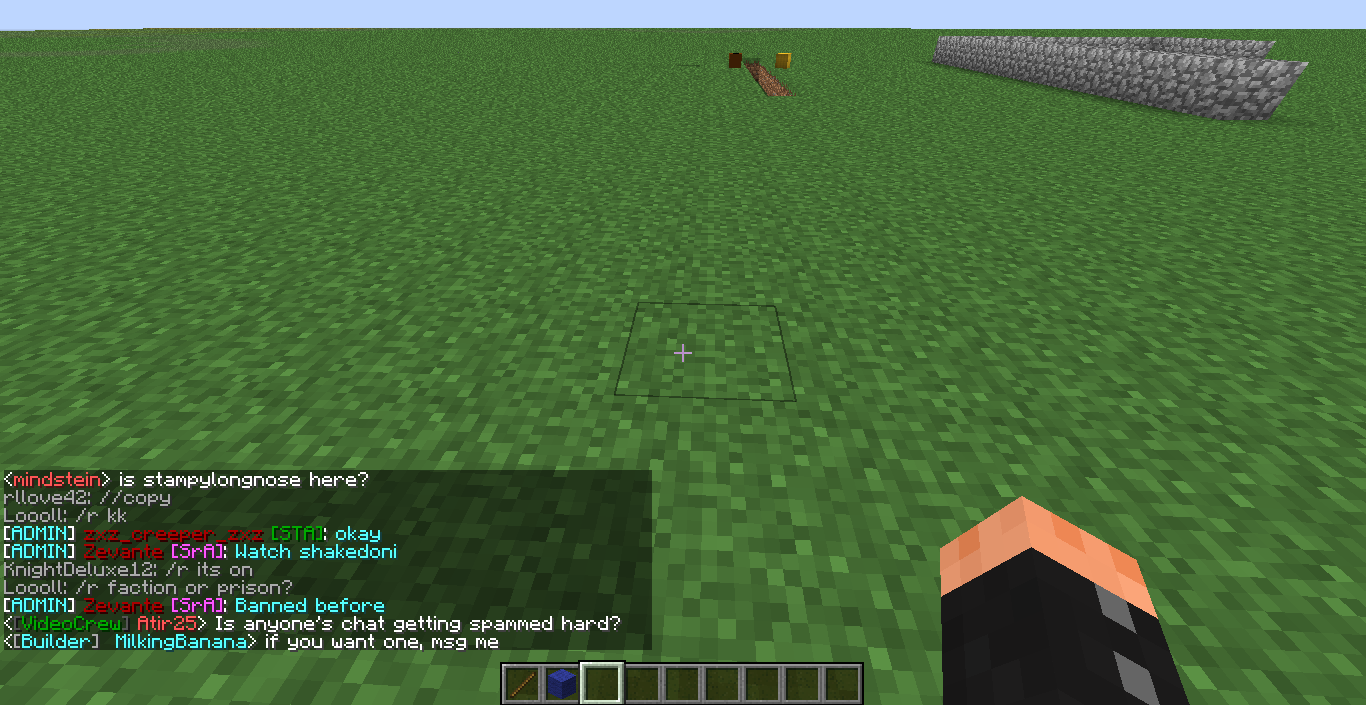 <mindstein> is stampylongnose here?
rllove42: //copy
Loooll: /r kk
[ADMIN] zxz_creeper_zxz [STA]: okay
[ADMIN] Zevante [SrA]: Watch shakedoni
KnightDeluxe12: /r its on
Loooll: /r faction or prison?
[ADMIN] Zevante [SrA]: Banned before
<[VideoCrew] Atir25> Is anyone's chat getting spammed hard?
<[Builder] MilkingBanana> if you want one, msg me